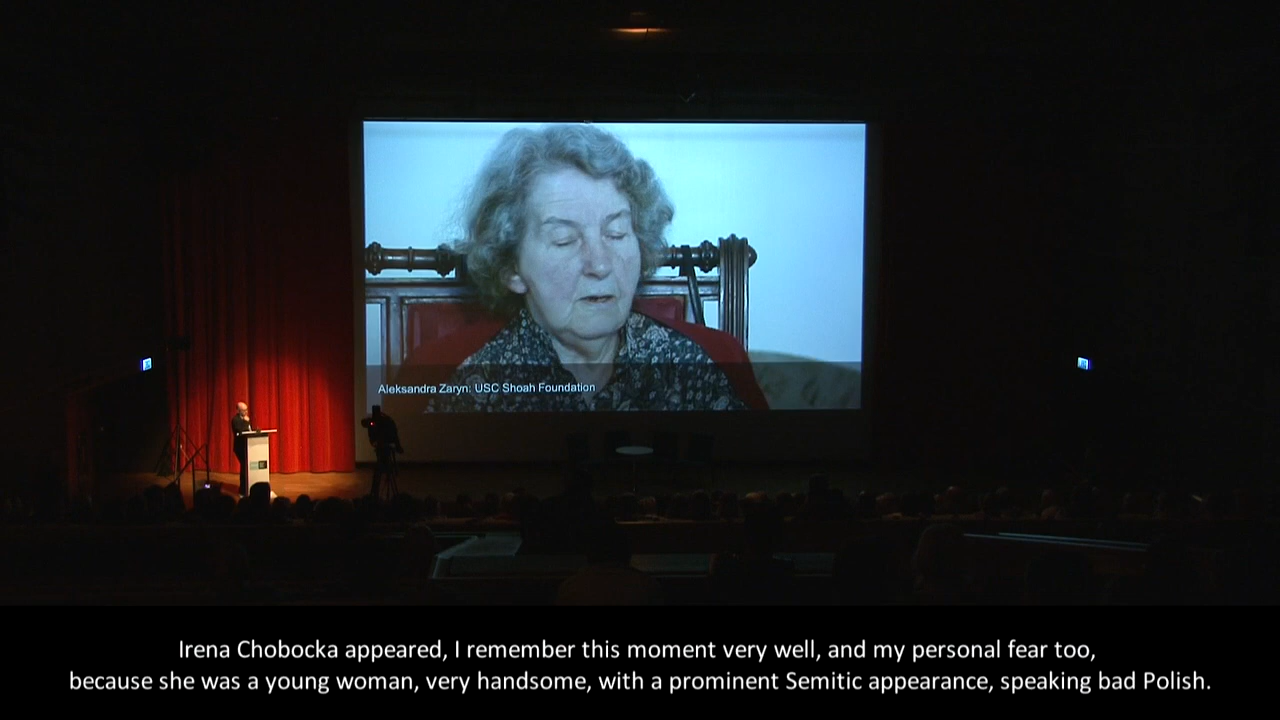 Aleksandra Zaryn: USC Shoah Foundation
Irena Chobocka appeared, I remember this moment very well, and my personal fear too,
because she was a young woman, very handsome, with a prominent Semitic appearance, speaking bad Polish.